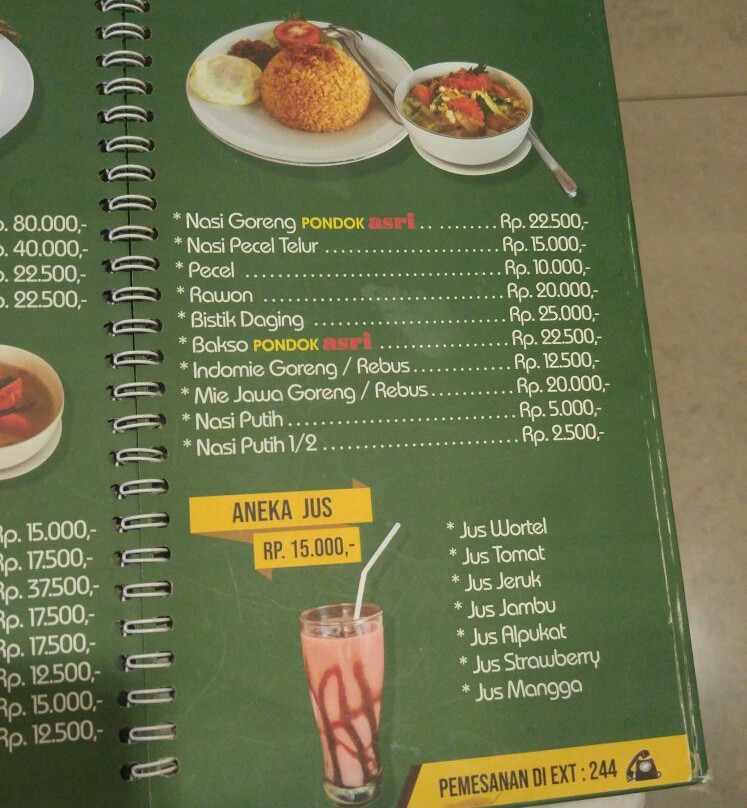 80.000,-
40.000,-
22.500,-
22.500,-
Rp. 15.000,-
Rp. 17.500,-
Rp. 37.500,-
Rp. 17.500,-
Rp. 17.500,-
Rp. 12.500,-
Rp. 15.000,-
Rp. 12.500,-
* Nasi Goreng PONDOK asri .. ........ Rp. 22.500,-
* Nasi Pecel Telur ........................ Rp. 15.000,-
* Pecel .................................. Rp. 10.000,-
* Rawon ................................ Rp. 20.000,-
* Bistik Daging ......................... Rp. 25.000,-
* Bakso PONDOK asri ................ Rp. 22.500,-
* Indomie Goreng / Rebus ............ Rp. 12.500,-
* Mie Jawa Goreng / Rebus ........... Rp. 20.000,-
* Nasi Putih .............................. Rp. 5.000,-
* Nasi Putih 1/2 ......................... Rp. 2.500,-
ANEKA JUS
RP. 15.000,-
* Jus Wortel
* Jus Tomat
* Jus Jeruk
* Jus Jambu
* Jus Alpukat
* Jus Strawberry
* Jus Mangga
PEMESANAN DI EXT : 244